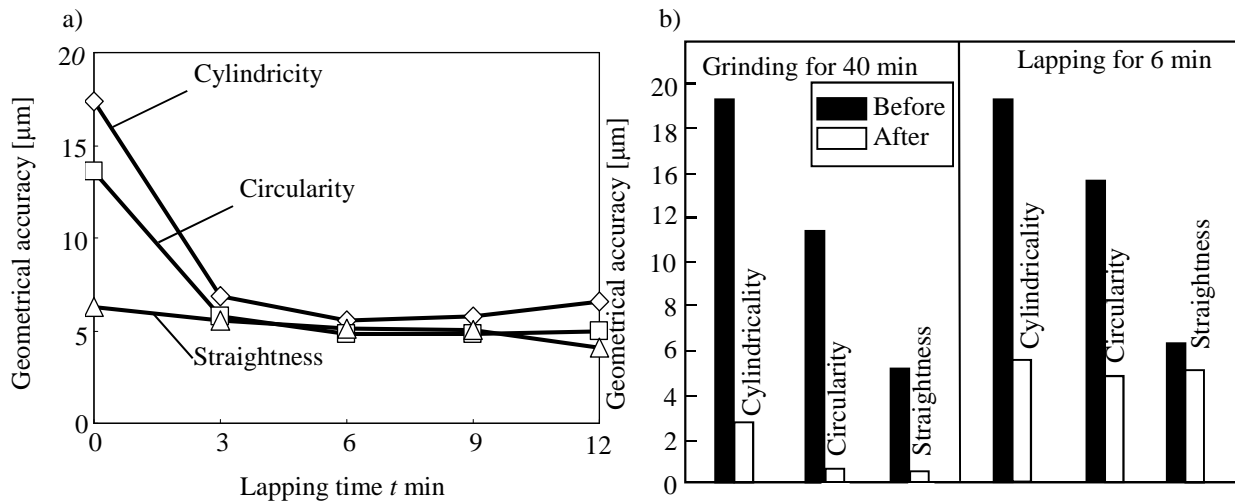 a)
20
15
10
5
0
Geometrical accuracy [μm]
Cylindricity
Circularity
Straightness
0 3 6 9 12
Lapping time t min
b)
Geometrical accuracy [μm]
20
18
16
14
12
10
8
6
4
2
0
Grinding for 40 min
Before
After
Cylindricality
Circularity
Straightness
Lapping for 6 min
Cylindricality
Circularity
Straightness